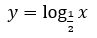 y = log_{1/2} x